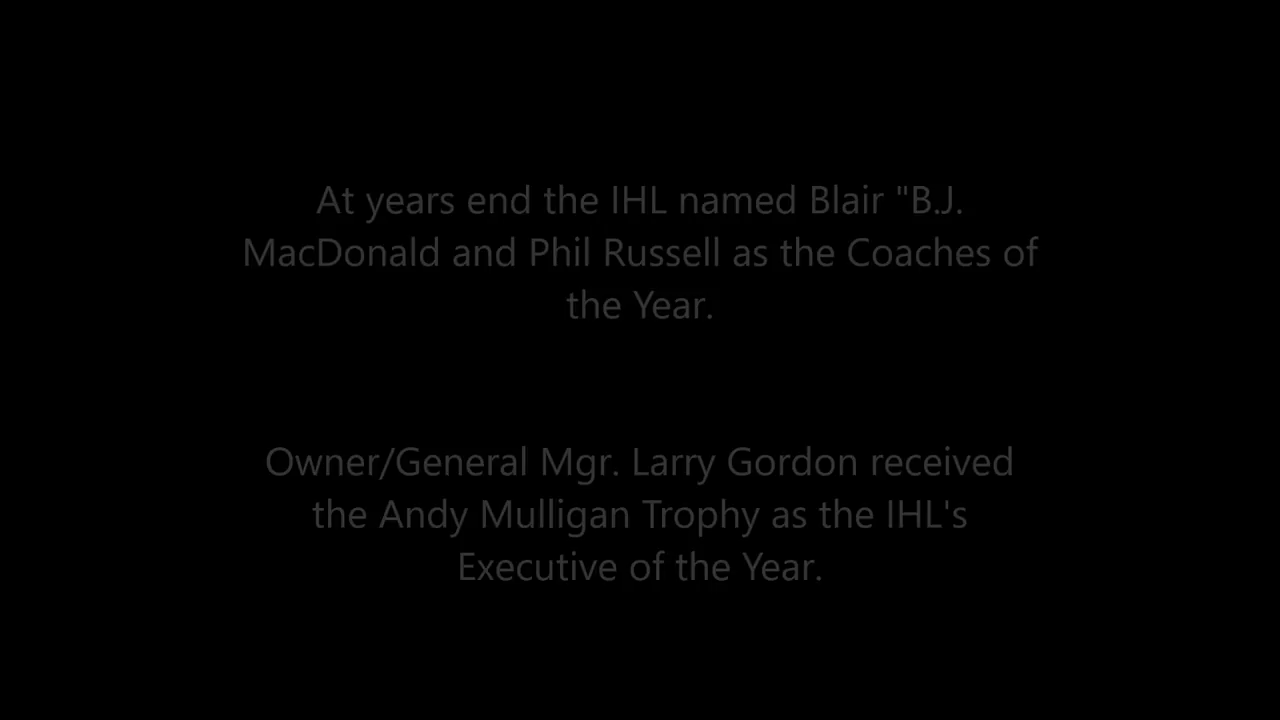 At years end the IHL named Blair "B.J.
MacDonald and Phil Russell as the Coaches of
the Year.
Owner/General Mgr. Larry Gordon received
the Andy Mulligan Trophy as the IHL's
Executive of the Year.